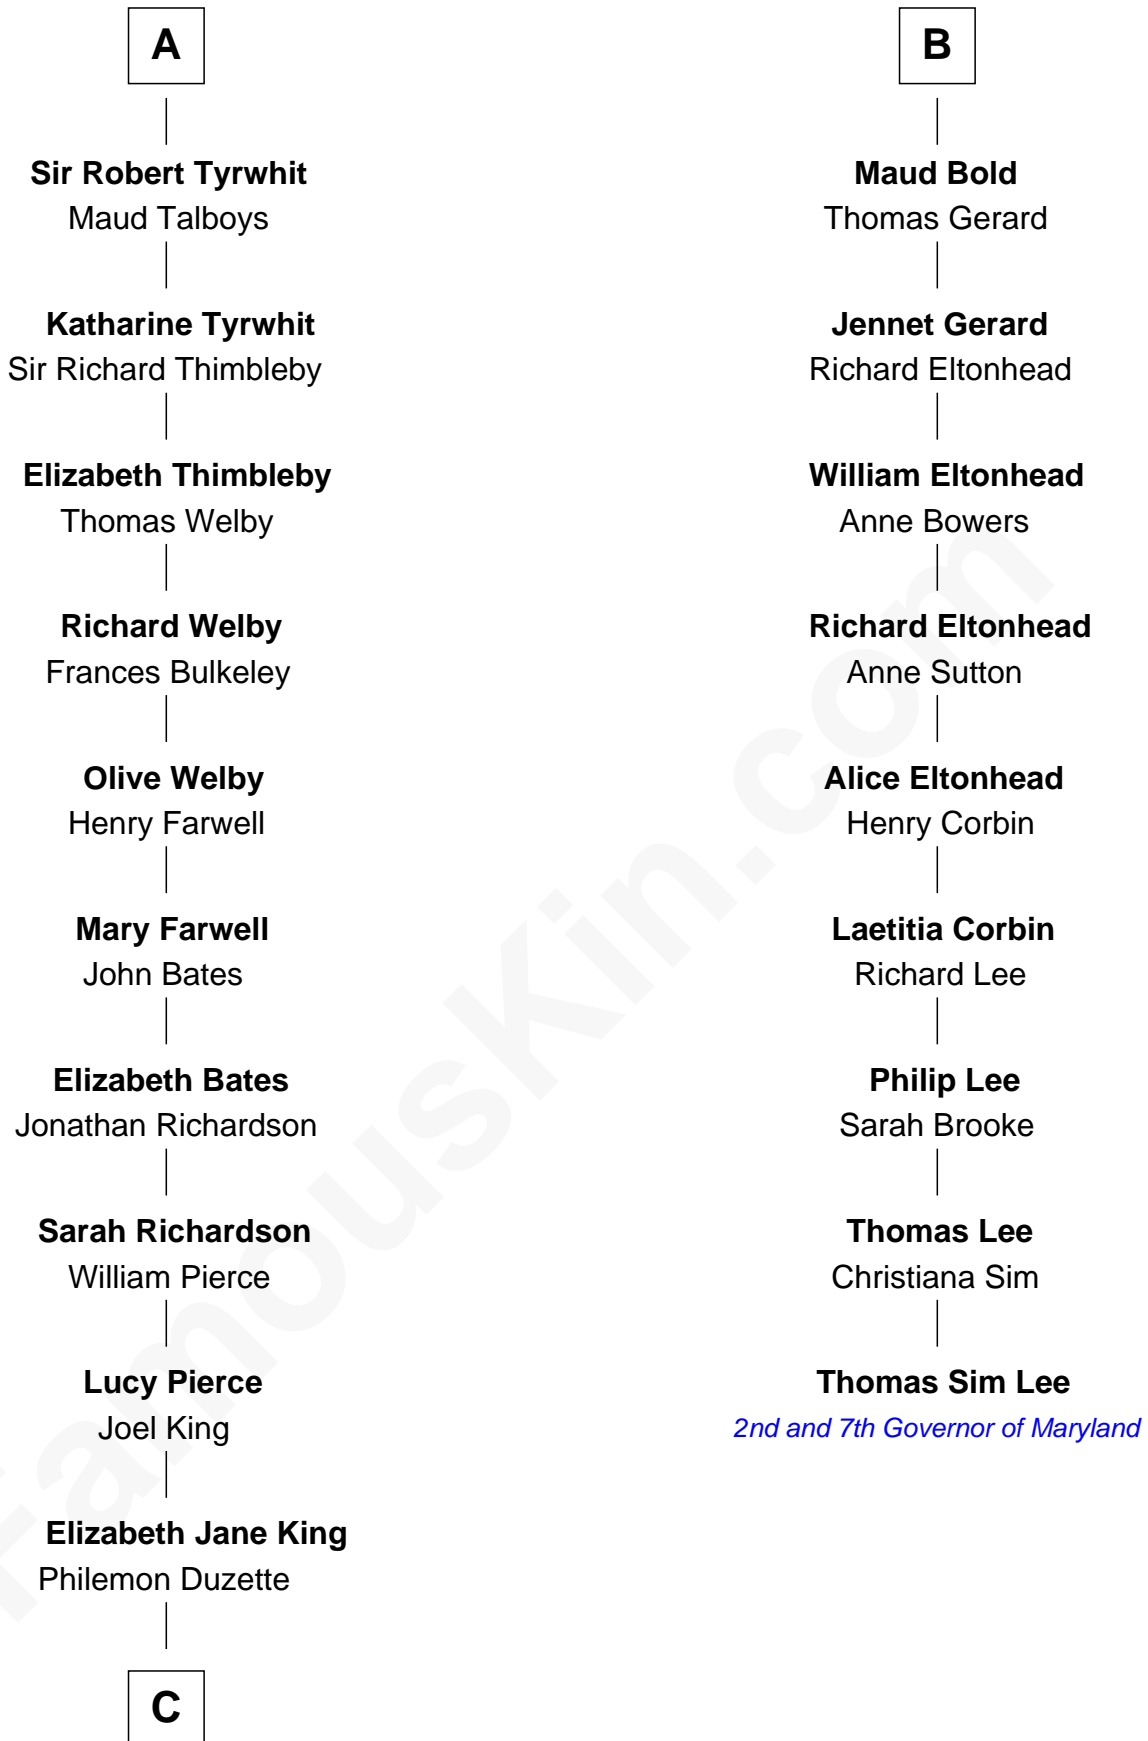 A
Sir Robert Tyrwhit
Maud Talboys
Katharine Tyrwhit
Sir Richard Thimbleby
Elizabeth Thimbleby
Thomas Welby
Richard Welby
Frances Bulkeley
Olive Welby
Henry Farwell
Mary Farwell
John Bates
Elizabeth Bates
Jonathan Richardson
Sarah Richardson
William Pierce
Lucy Pierce
Joel King
Elizabeth Jane King
Philemon Duzette
C
B
Maud Bold
Thomas Gerard
Jennet Gerard
Richard Eltonhead
William Eltonhead
Anne Bowers
Richard Eltonhead
Anne Sutton
Alice Eltonhead
Henry Corbin
Laetitia Corbin
Richard Lee
Philip Lee
Sarah Brooke
Thomas Lee
Christiana Sim
Thomas Sim Lee
2nd and 7th Governor of Maryland
FamousKin.com